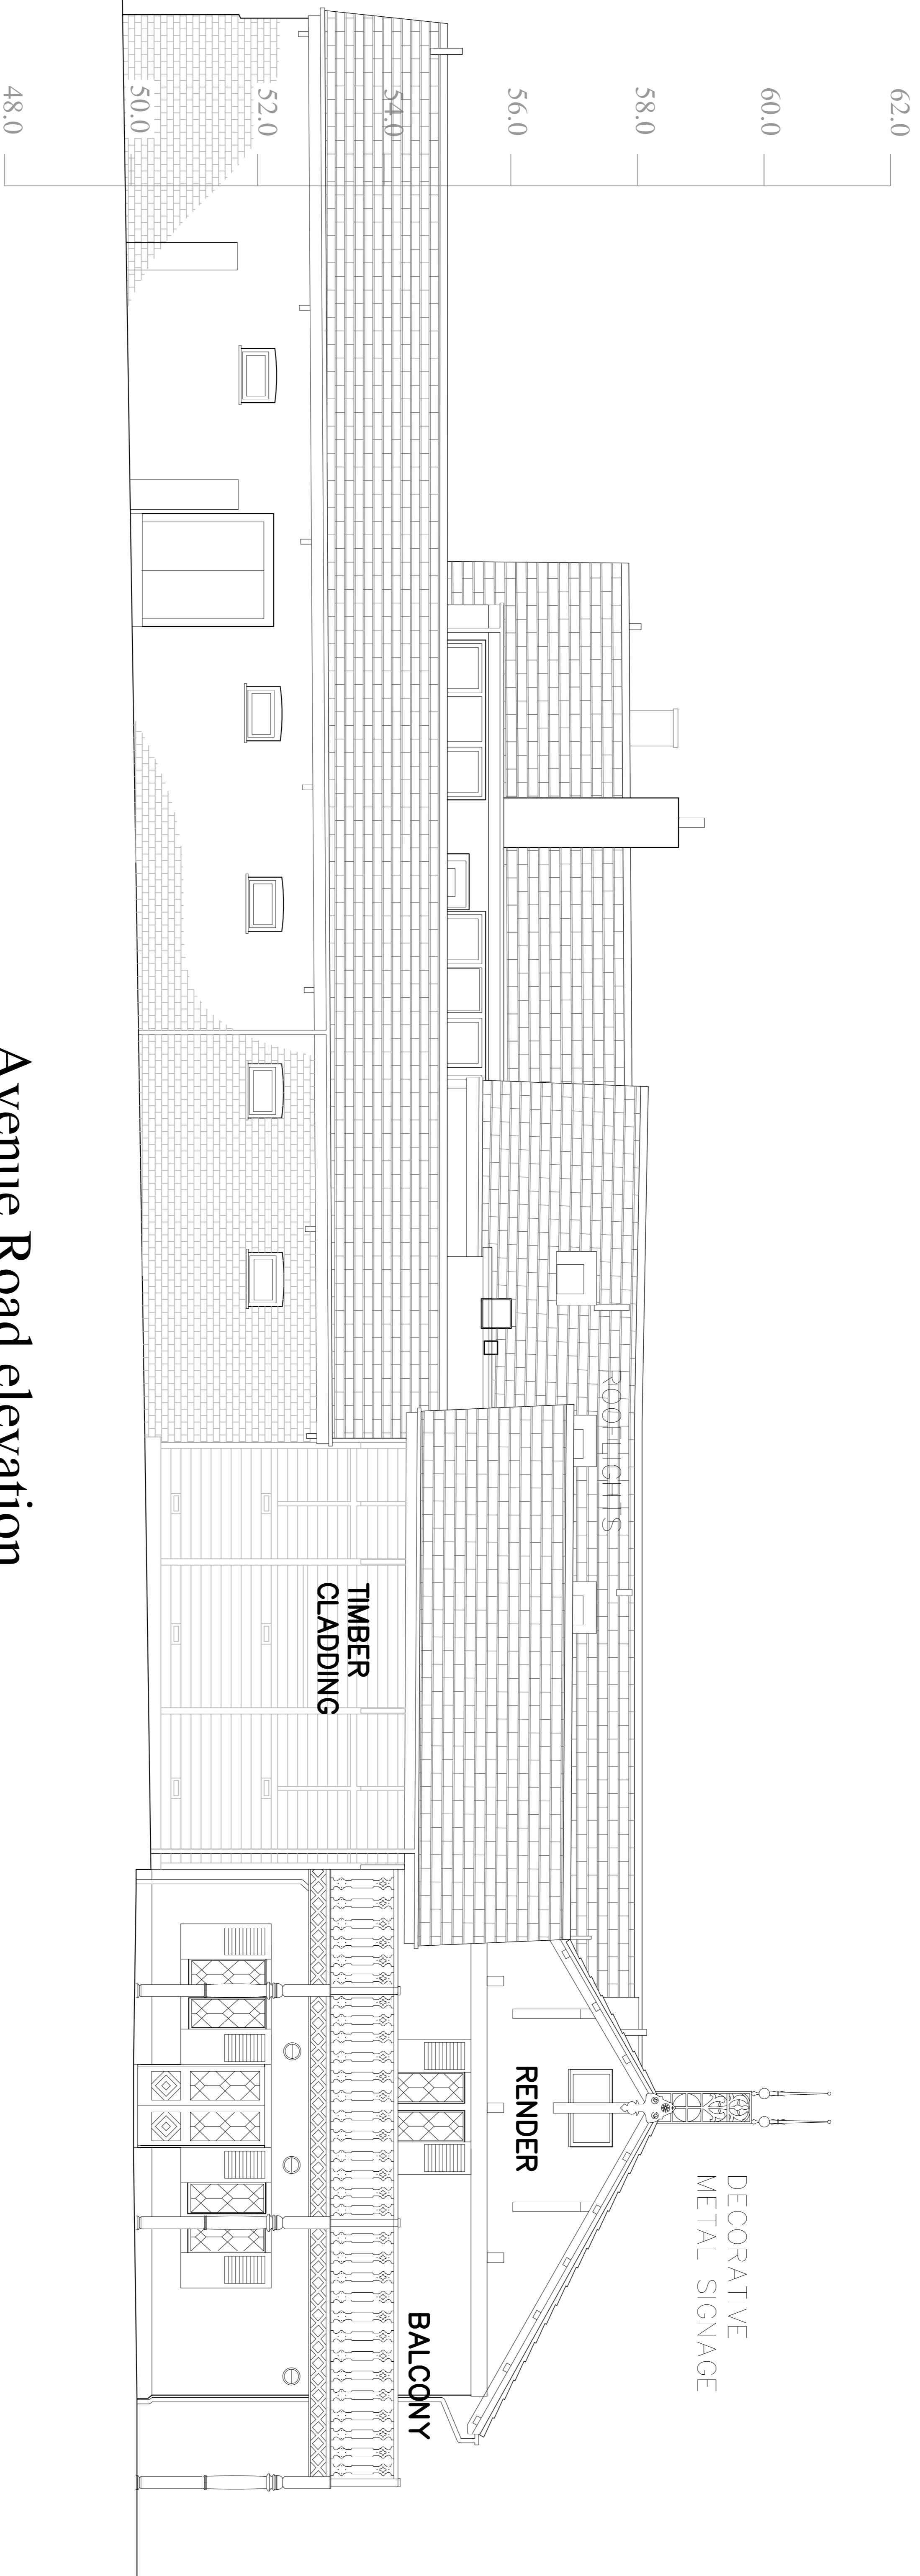 62.0
60.0
58.0
56.0
54.0
52.0
50.0
48.0
DECORATIVE
METAL SIGNAGE
ROOFLIGHTS
RENDER
BALCONY
TIMBER
CLADDING
Avenue Road elevation